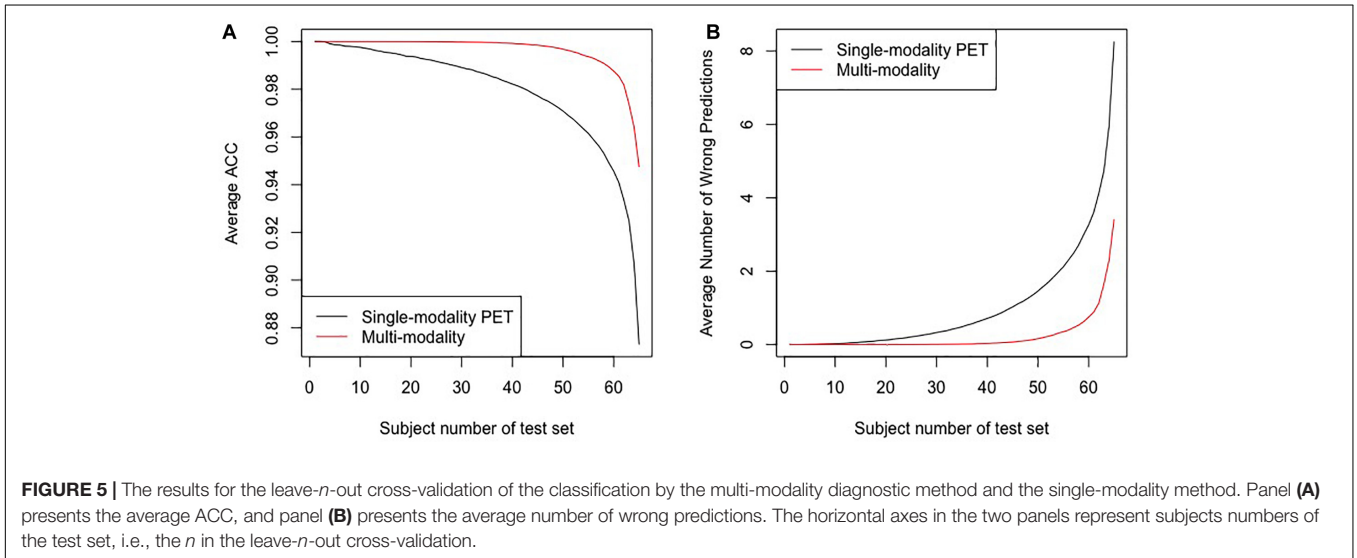 A
Average ACC
1.00
0.98
0.96
0.94
0.92
0.90
0.88
Single-modality PET
Multi-modality
0 10 20 30 40 50 60
Subject number of test set
B
Average Number of Wrong Predictions
8
6
4
2
0
Single-modality PET
Multi-modality
0 10 20 30 40 50 60
Subject number of test set
FIGURE 5 | The results for the leave-n-out cross-validation of the classification by the multi-modality diagnostic method and the single-modality method. Panel (A)
presents the average ACC, and panel (B) presents the average number of wrong predictions. The horizontal axes in the two panels represent subjects numbers of
the test set, i.e., the n in the leave-n-out cross-validation.